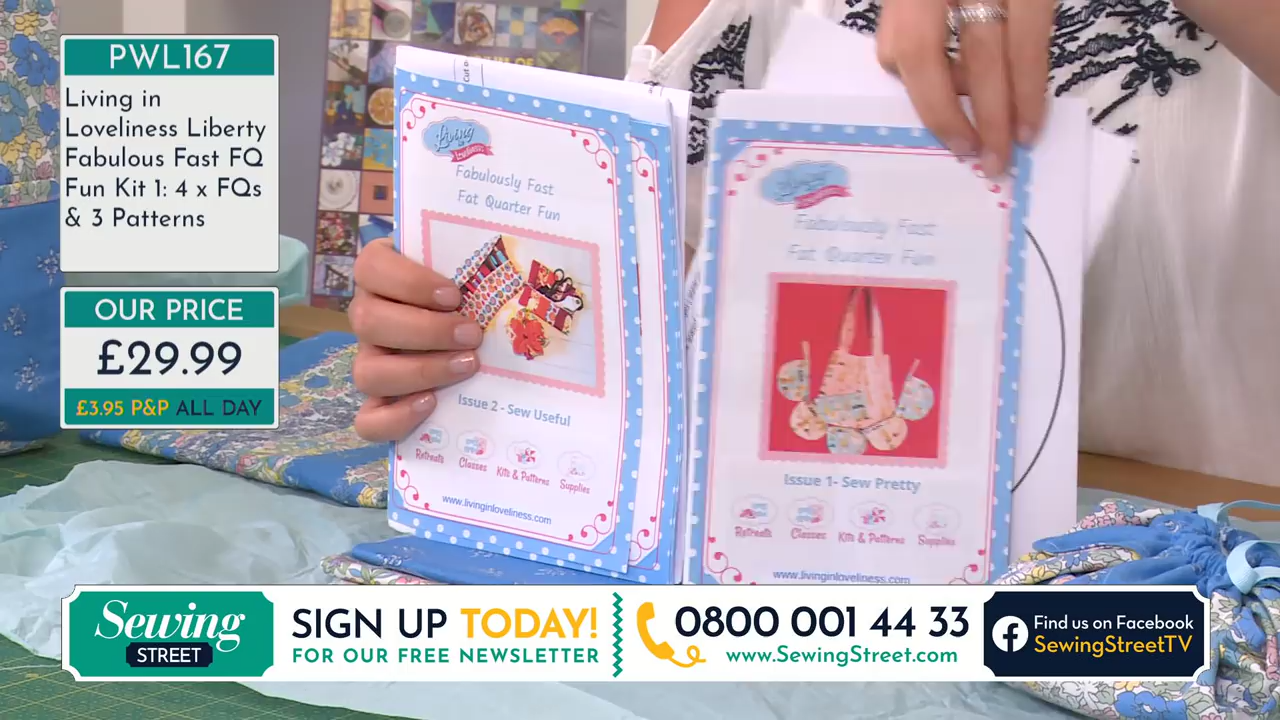 PWL167
Living in
Loveliness Liberty
Fabulous Fast FQ
Fun Kit 1: 4 x FQs
& 3 Patterns
OUR PRICE
£29.99
£3.95 P&P ALL DAY
Cut
Living
Loveliness
Fabulously Fast
Fat Quarter Fun
Issue 2 - Sew Useful
Retreats
Classes
Kits & Patterns
Supplies
www.livinginloveliness.com
Living
Fabulously Fast
Fat Quarter Fun
Issue 1- Sew Pretty
Retreats
Classes
Kits & Patterns
Supplies
www.livinginloveliness.com
Sewing
STREET
SIGN UP TODAY!
FOR OUR FREE NEWSLETTER
0800 001 44 33
www.SewingStreet.com
Find us on Facebook
SewingStreetTV